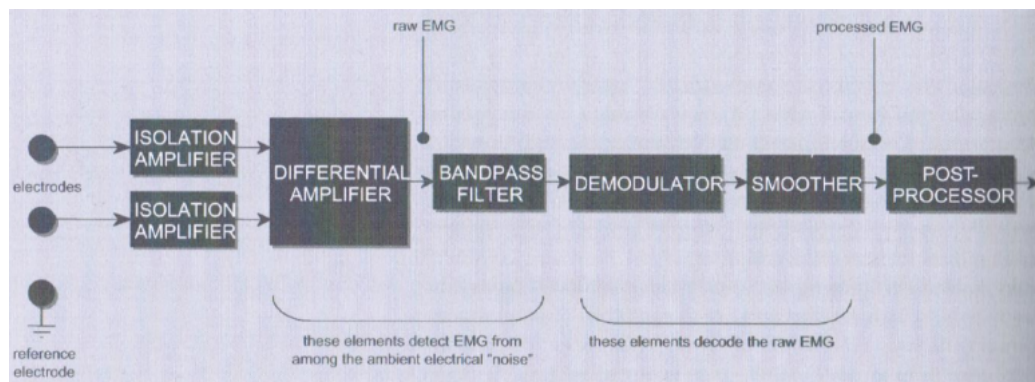 raw EMG
processed EMG
ISOLATION
AMPLIFIER
electrodes
ISOLATION
AMPLIFIER
DIFFERENTIAL
AMPLIFIER
BANDPASS
FILTER
DEMODULATOR
SMOOTHER
POST-
PROCESSOR
reference
electrode
these elements detect EMG from
among the ambient electrical "noise"
these elements decode the raw EMG